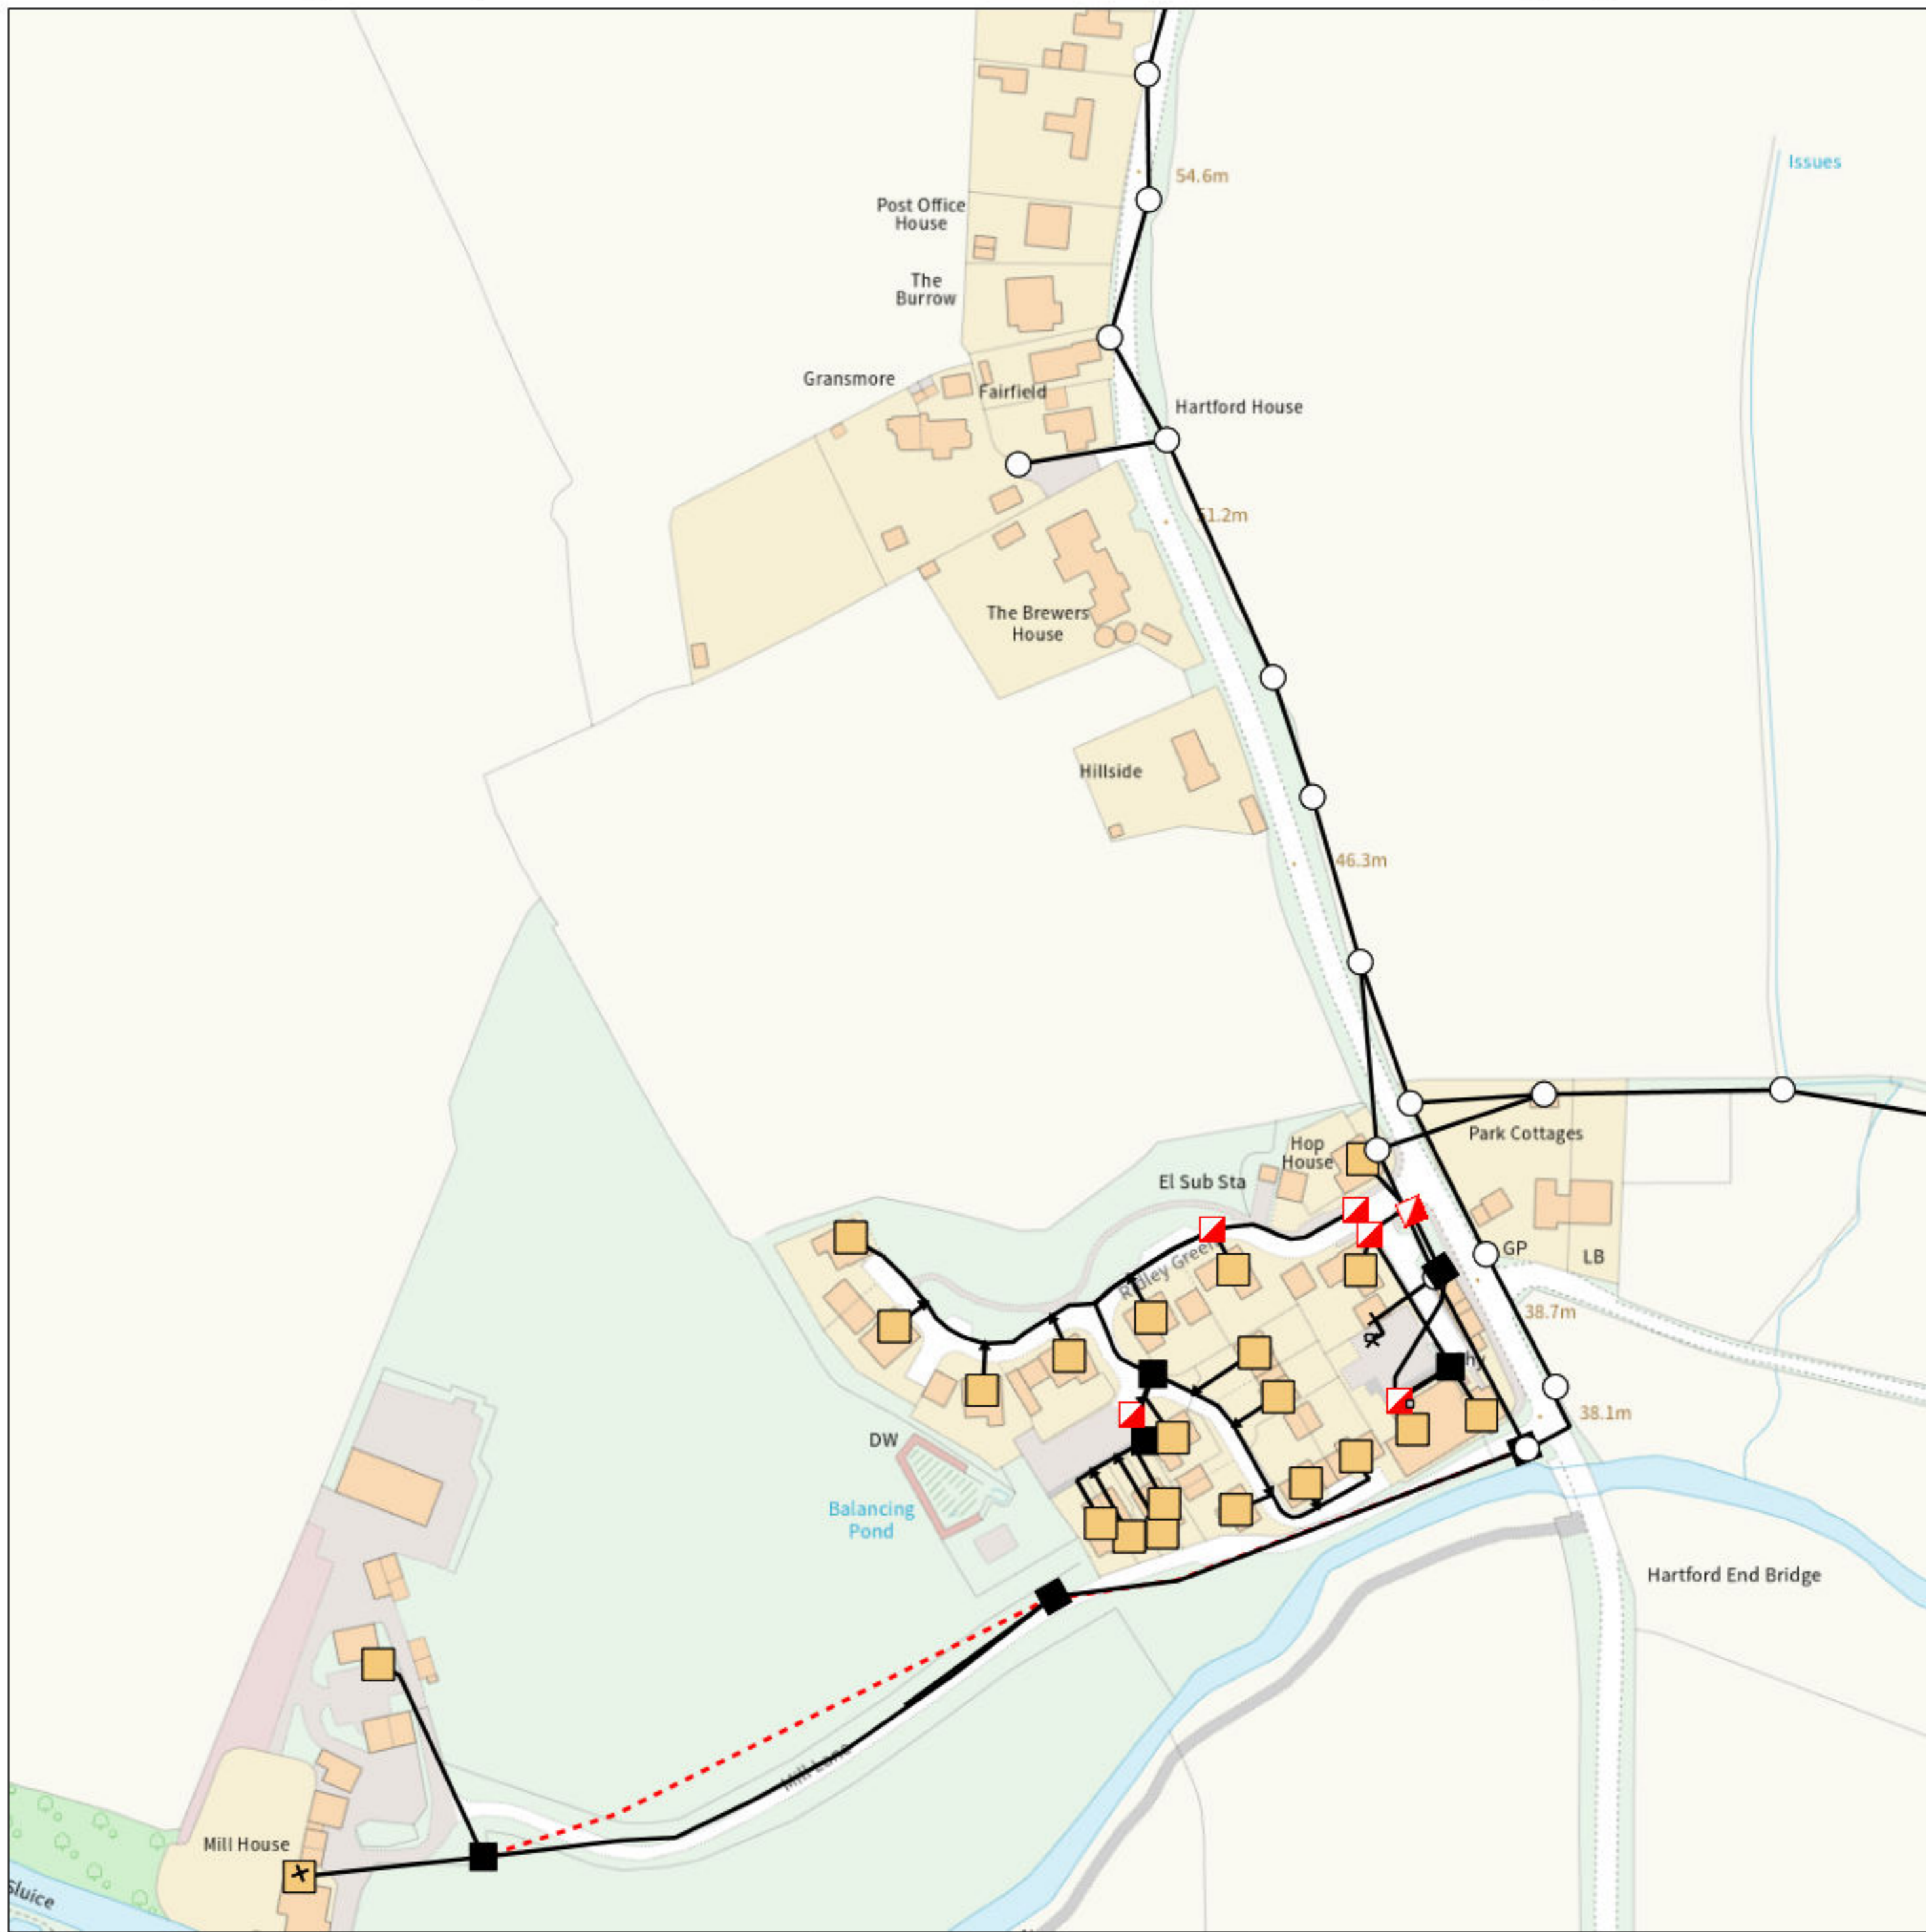 54.6m
Issues
Post Office
House
The
Burrow
Gransmore
Fairfield
Hartford House
51.2m
The Brewers
House
Hillside
46.3m
Park Cottages
Hop
House
El Sub Sta
Ridley Green
GP
LB
38.7m
38.1m
DW
Balancing
Pond
Hartford End Bridge
Mill Lane
Mill House
Sluice